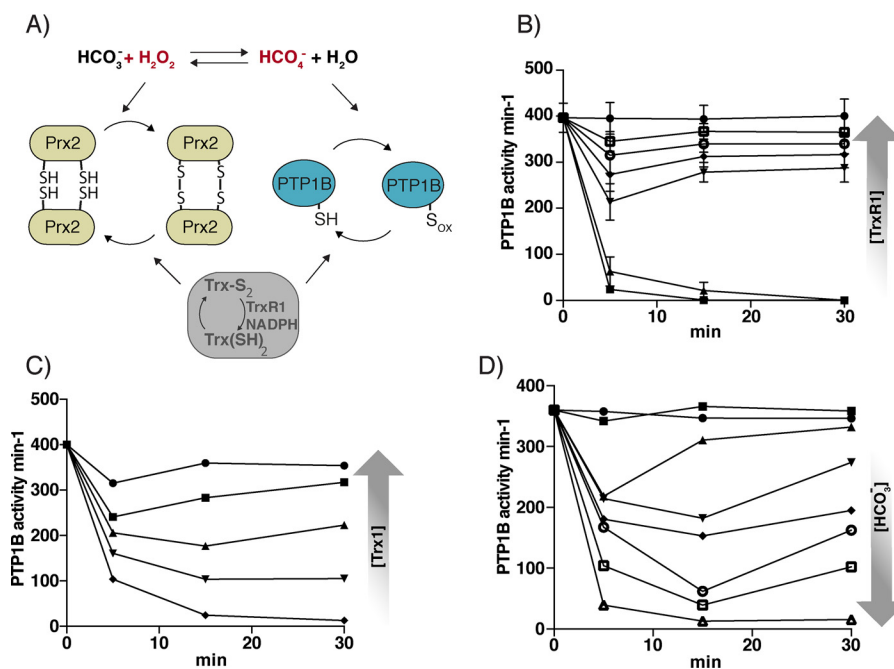 A)
HCO₃⁻ + H₂O₂ HCO₄⁻ + H₂O
Prx2 Prx2
S S
SH SH S S
SH SH S S
Prx2 Prx2
PTP1B PTP1B
SH S_OX
Trx-S₂
TrxR1
NADPH
Trx(SH)₂
B)
PTP1B activity min-1
500
400
300
400
100
0
0 10 20 30
min
[TrxR1]
C)
PTP1B activity min-1
500
400
300
200
100
0
0 10 20 30
min
[Trx1]
D)
PTP1B activity min-1
400
300
200
100
0
0 10 20 30
min
[HCO₃⁻]